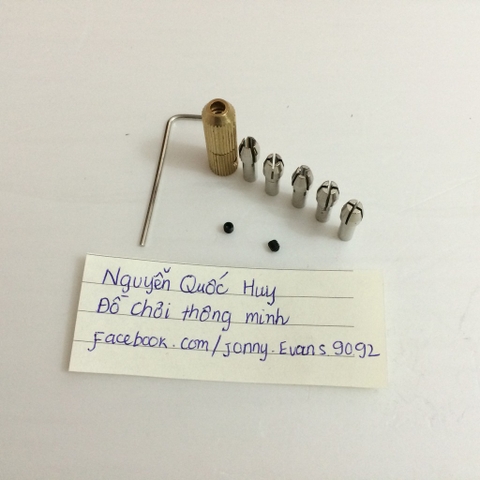 Nguyễn Quốc Huy
Đồ chơi thông minh
Facebook.com/jonny.Evans.9092